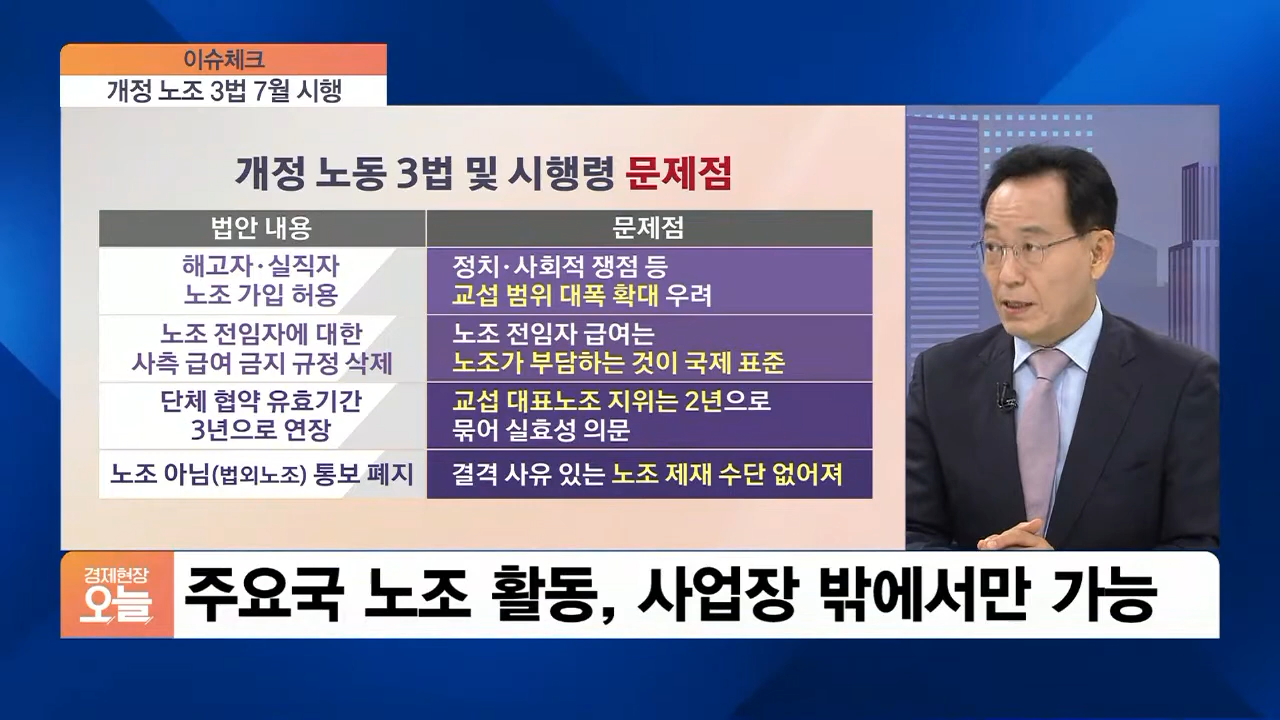 이슈체크
개정 노조 3법 7월 시행
개정 노동 3법 및 시행령 문제점
법안 내용
문제점
해고자·실직자
노조 가입 허용
정치·사회적 쟁점 등
교섭 범위 대폭 확대 우려
노조 전임자에 대한
사측 급여 금지 규정 삭제
노조 전임자 급여는
노조가 부담하는 것이 국제 표준
단체 협약 유효기간
3년으로 연장
교섭 대표노조 지위는 2년으로
묶어 실효성 의문
노조 아님(법외노조) 통보 폐지
결격 사유 있는 노조 제재 수단 없어져
경제현장
오늘
주요국 노조 활동, 사업장 밖에서만 가능